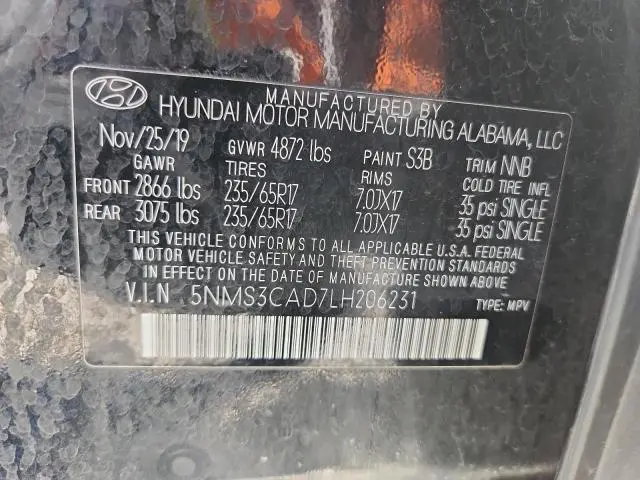 MANUFACTURED BY
HYUNDAI MOTOR MANUFACTURING ALABAMA, LLC
Nov/25/19 GVWR 4872 lbs PAINT S3B TRIM NNB
GAWR TIRES RIMS COLD TIRE INFL
FRONT 2866 lbs 235/65R17 7.0JX17 35 psi SINGLE
REAR 3075 lbs 235/65R17 7.0JX17 35 psi SINGLE
THIS VEHICLE CONFORMS TO ALL APPLICABLE U.S.A. FEDERAL
MOTOR VEHICLE SAFETY AND THEFT PREVENTION STANDARDS
IN EFFECT ON THE DATE OF MANUFACTURE SHOWN ABOVE
V.I.N 5NMS3CAD7LH206231 TYPE: MPV